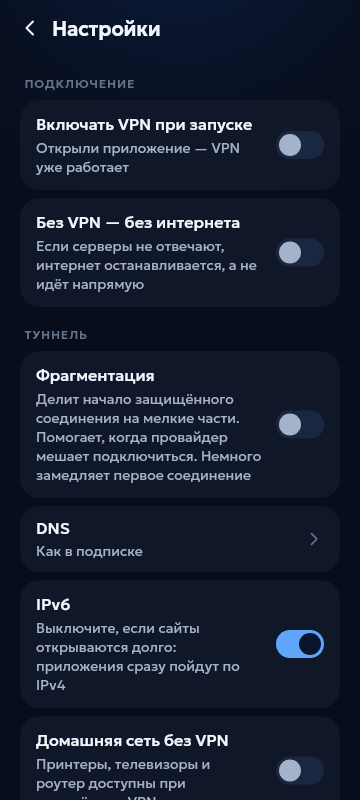 Настройки
ПОДКЛЮЧЕНИЕ
Включать VPN при запуске
Открыли приложение — VPN
уже работает
Без VPN — без интернета
Если серверы не отвечают,
интернет останавливается, а не
идёт напрямую
ТУННЕЛЬ
Фрагментация
Делит начало защищённого
соединения на мелкие части.
Помогает, когда провайдер
мешает подключиться. Немного
замедляет первое соединение
DNS
Как в подписке
IPv6
Выключите, если сайты
открываются долго:
приложения сразу пойдут по
IPv4
Домашняя сеть без VPN
Принтеры, телевизоры и
роутер доступны при